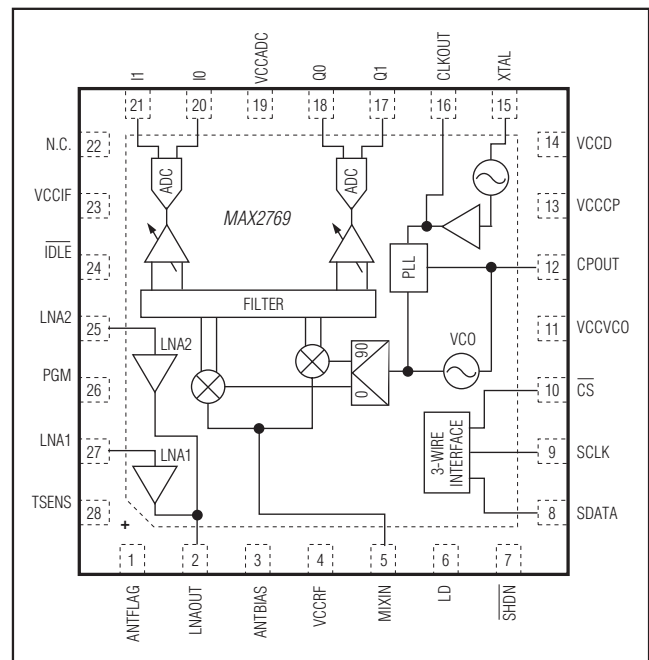 I1
I0
VCCADC
Q0
Q1
CLKOUT
XTAL
21
20
19
18
17
16
15
N.C.
22
VCCIF
23
IDLE
24
LNA2
25
PGM
26
LNA1
27
TSENS
28
+
ADC
ADC
MAX2769
FILTER
PLL
VCO
90
0
LNA2
LNA1
3-WIRE
INTERFACE
14
VCCD
13
VCCCP
12
CPOUT
11
VCCVCO
10
CS
9
SCLK
8
SDATA
1
2
3
4
5
6
7
ANTFLAG
LNAOUT
ANTBIAS
VCCRF
MIXIN
LD
SHDN